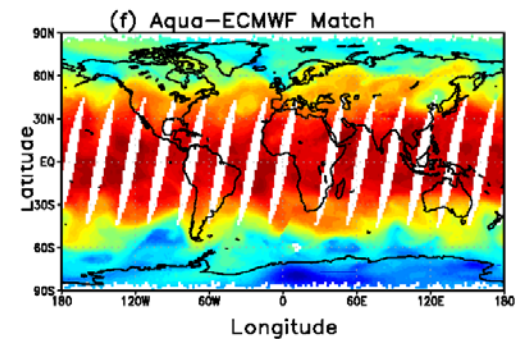 (f) Aqua-ECMWF Match
90N
60N
30N
EQ
30S
60S
90S
Latitude
180 120W 60W 0 60E 120E 180
Longitude